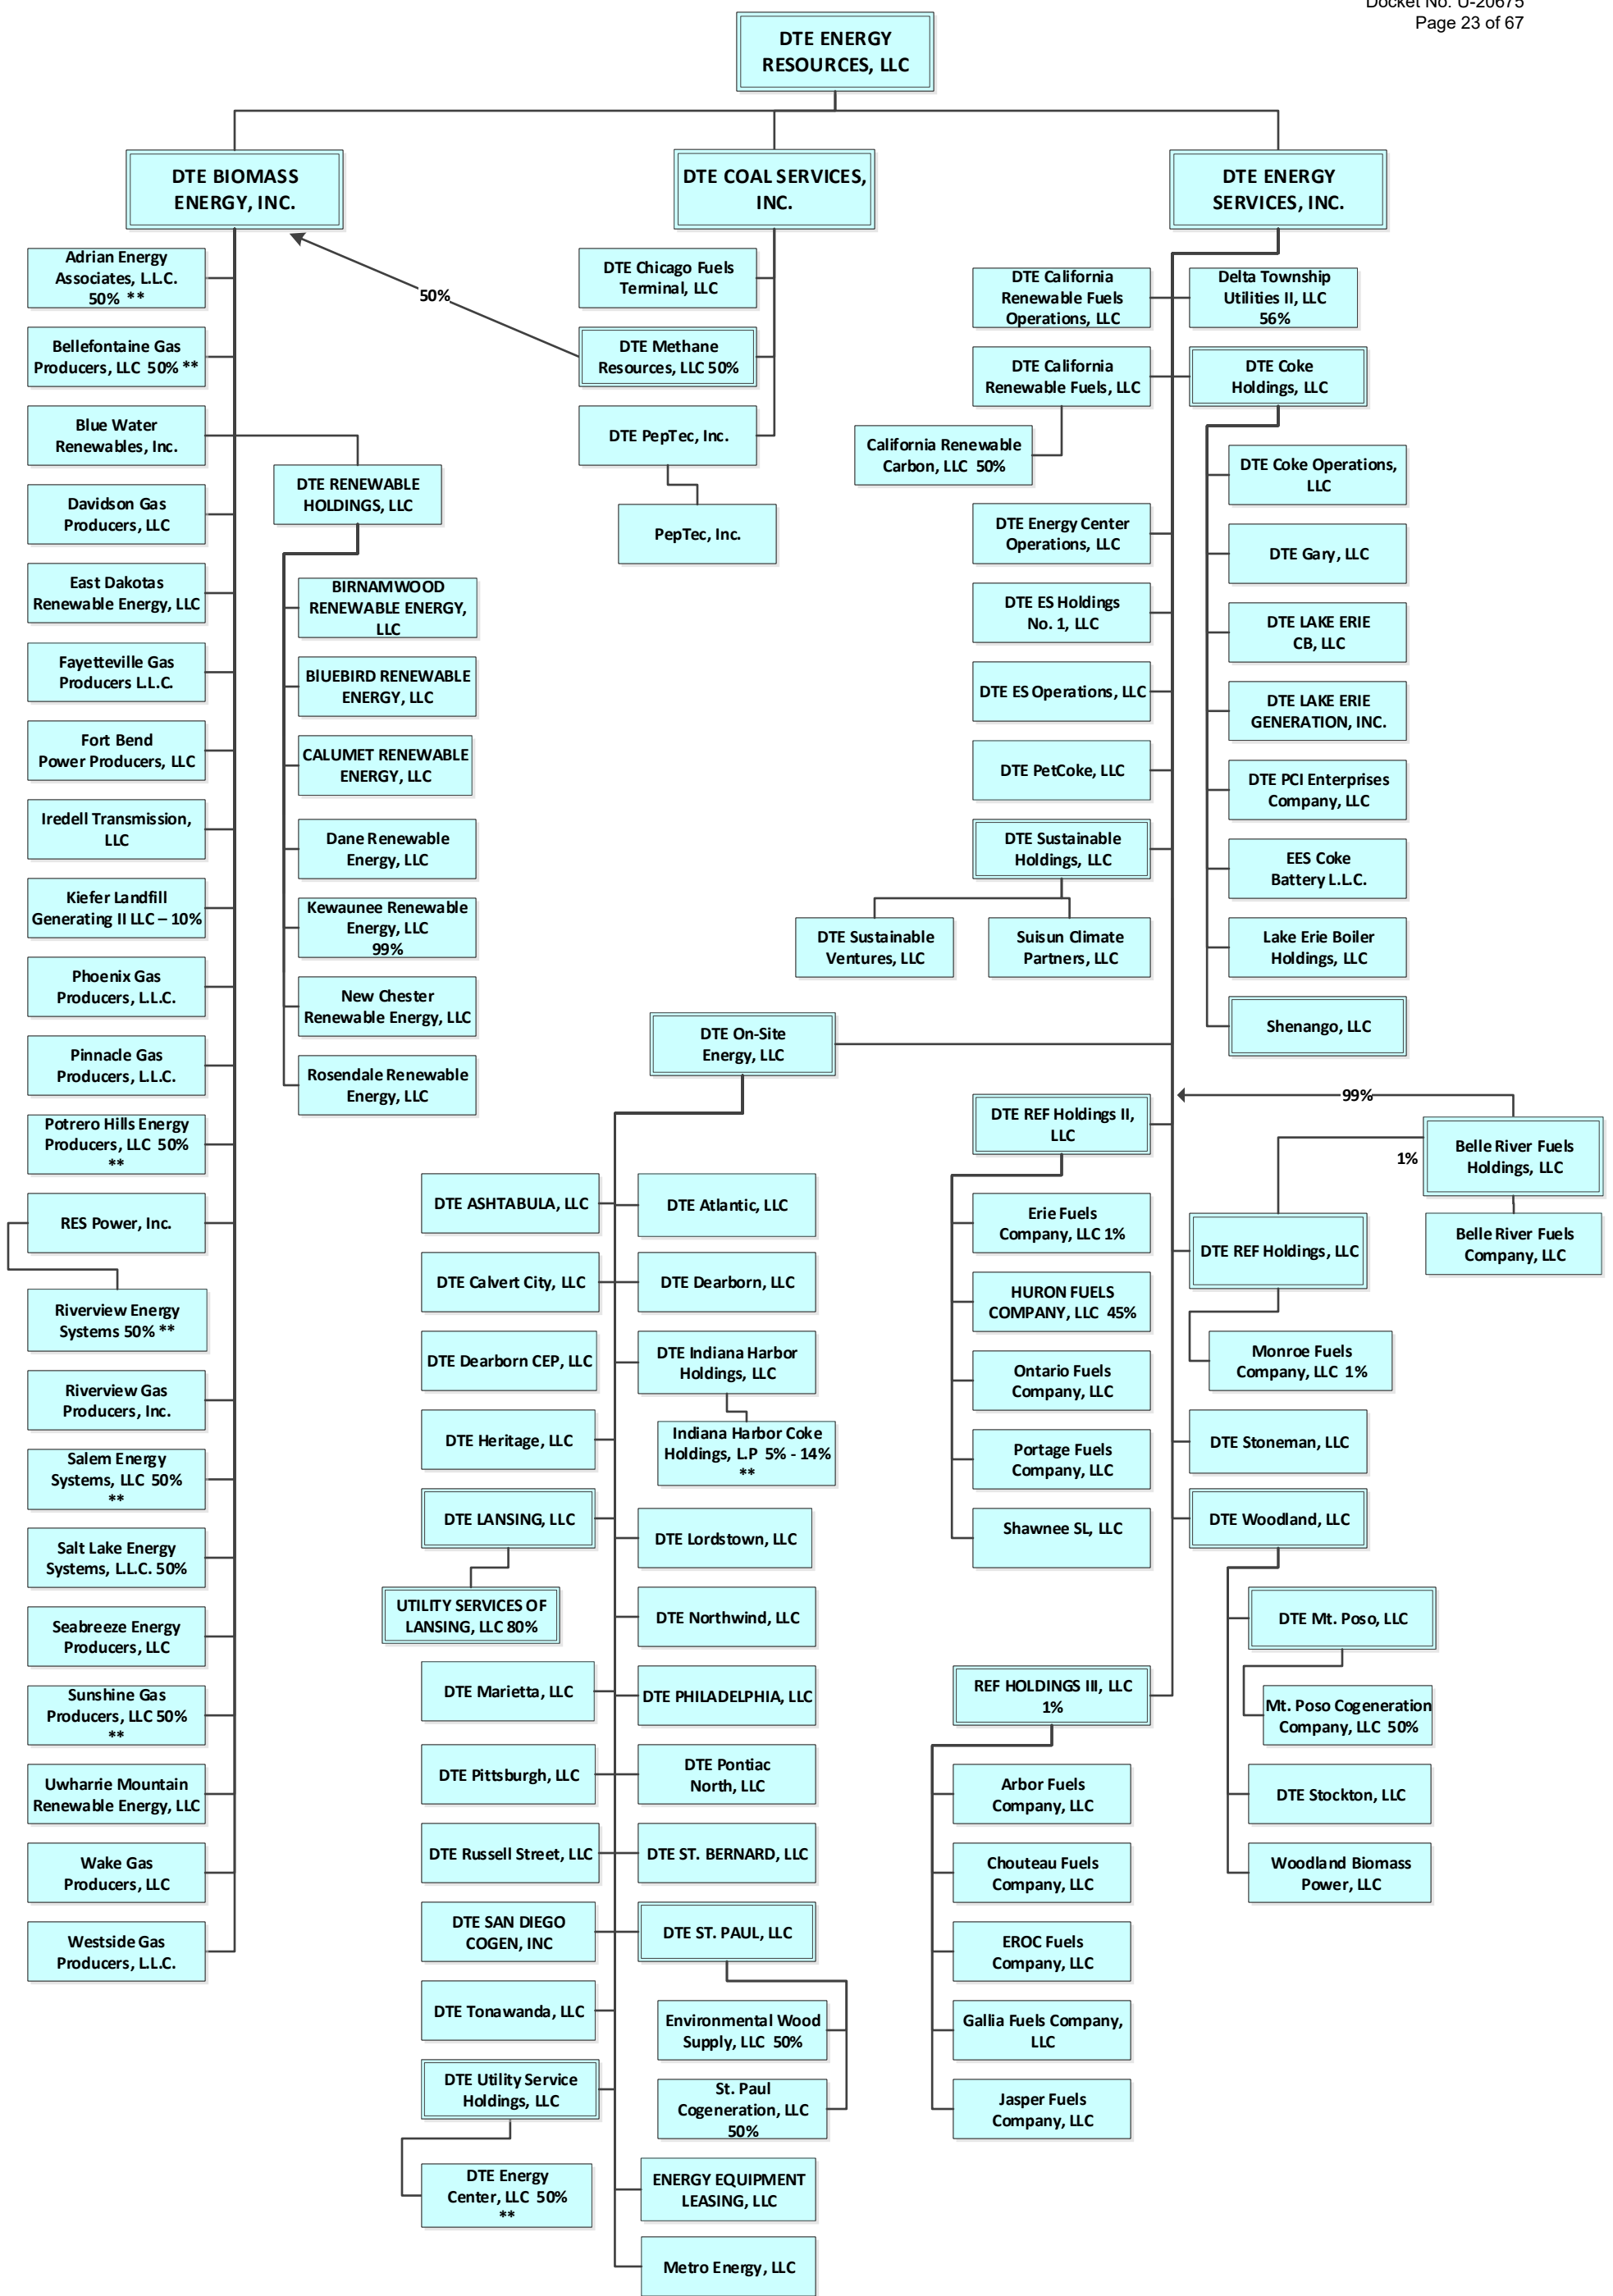 Docket No. U-20675
Page 23 of 67
DTE ENERGY
RESOURCES, LLC
DTE BIOMASS
ENERGY, INC.
DTE COAL SERVICES,
INC.
DTE ENERGY
SERVICES, INC.
Adrian Energy
Associates, L.L.C.
50% **
Bellefontaine Gas
Producers, LLC 50% **
Blue Water
Renewables, Inc.
Davidson Gas
Producers, LLC
East Dakotas
Renewable Energy, LLC
Fayetteville Gas
Producers L.L.C.
Fort Bend
Power Producers, LLC
Iredell Transmission,
LLC
Kiefer Landfill
Generating II LLC – 10%
Phoenix Gas
Producers, L.L.C.
Pinnacle Gas
Producers, L.L.C.
Potrero Hills Energy
Producers, LLC 50%
**
RES Power, Inc.
Riverview Energy
Systems 50% **
Riverview Gas
Producers, Inc.
Salem Energy
Systems, LLC 50%
**
Salt Lake Energy
Systems, L.L.C. 50%
Seabreeze Energy
Producers, LLC
Sunshine Gas
Producers, LLC 50%
**
Uwharrie Mountain
Renewable Energy, LLC
Wake Gas
Producers, LLC
Westside Gas
Producers, L.L.C.
DTE RENEWABLE
HOLDINGS, LLC
BIRNAMWOOD
RENEWABLE ENERGY,
LLC
BlUEBIRD RENEWABLE
ENERGY, LLC
CALUMET RENEWABLE
ENERGY, LLC
Dane Renewable
Energy, LLC
Kewaunee Renewable
Energy, LLC
99%
New Chester
Renewable Energy, LLC
Rosendale Renewable
Energy, LLC
50%
DTE Chicago Fuels
Terminal, LLC
DTE Methane
Resources, LLC 50%
DTE PepTec, Inc.
PepTec, Inc.
DTE California
Renewable Fuels
Operations, LLC
Delta Township
Utilities II, LLC
56%
DTE California
Renewable Fuels, LLC
DTE Coke
Holdings, LLC
California Renewable
Carbon, LLC 50%
DTE Energy Center
Operations, LLC
DTE ES Holdings
No. 1, LLC
DTE ES Operations, LLC
DTE PetCoke, LLC
DTE Sustainable
Holdings, LLC
DTE Sustainable
Ventures, LLC
Suisun Climate
Partners, LLC
DTE Coke Operations,
LLC
DTE Gary, LLC
DTE LAKE ERIE
CB, LLC
DTE LAKE ERIE
GENERATION, INC.
DTE PCI Enterprises
Company, LLC
EES Coke
Battery L.L.C.
Lake Erie Boiler
Holdings, LLC
Shenango, LLC
DTE On-Site
Energy, LLC
DTE ASHTABULA, LLC
DTE Atlantic, LLC
DTE Calvert City, LLC
DTE Dearborn, LLC
DTE Dearborn CEP, LLC
DTE Indiana Harbor
Holdings, LLC
DTE Heritage, LLC
Indiana Harbor Coke
Holdings, L.P 5% - 14%
**
DTE LANSING, LLC
DTE Lordstown, LLC
UTILITY SERVICES OF
LANSING, LLC 80%
DTE Northwind, LLC
DTE Marietta, LLC
DTE PHILADELPHIA, LLC
DTE Pittsburgh, LLC
DTE Pontiac
North, LLC
DTE Russell Street, LLC
DTE ST. BERNARD, LLC
DTE SAN DIEGO
COGEN, INC
DTE ST. PAUL, LLC
DTE Tonawanda, LLC
Environmental Wood
Supply, LLC 50%
DTE Utility Service
Holdings, LLC
St. Paul
Cogeneration, LLC
50%
DTE Energy
Center, LLC 50%
**
ENERGY EQUIPMENT
LEASING, LLC
Metro Energy, LLC
99%
DTE REF Holdings II,
LLC
1%
Belle River Fuels
Holdings, LLC
Belle River Fuels
Company, LLC
Erie Fuels
Company, LLC 1%
HURON FUELS
COMPANY, LLC 45%
Ontario Fuels
Company, LLC
Portage Fuels
Company, LLC
Shawnee SL, LLC
DTE REF Holdings, LLC
Monroe Fuels
Company, LLC 1%
DTE Stoneman, LLC
DTE Woodland, LLC
DTE Mt. Poso, LLC
Mt. Poso Cogeneration
Company, LLC 50%
DTE Stockton, LLC
Woodland Biomass
Power, LLC
REF HOLDINGS III, LLC
1%
Arbor Fuels
Company, LLC
Chouteau Fuels
Company, LLC
EROC Fuels
Company, LLC
Gallia Fuels Company,
LLC
Jasper Fuels
Company, LLC